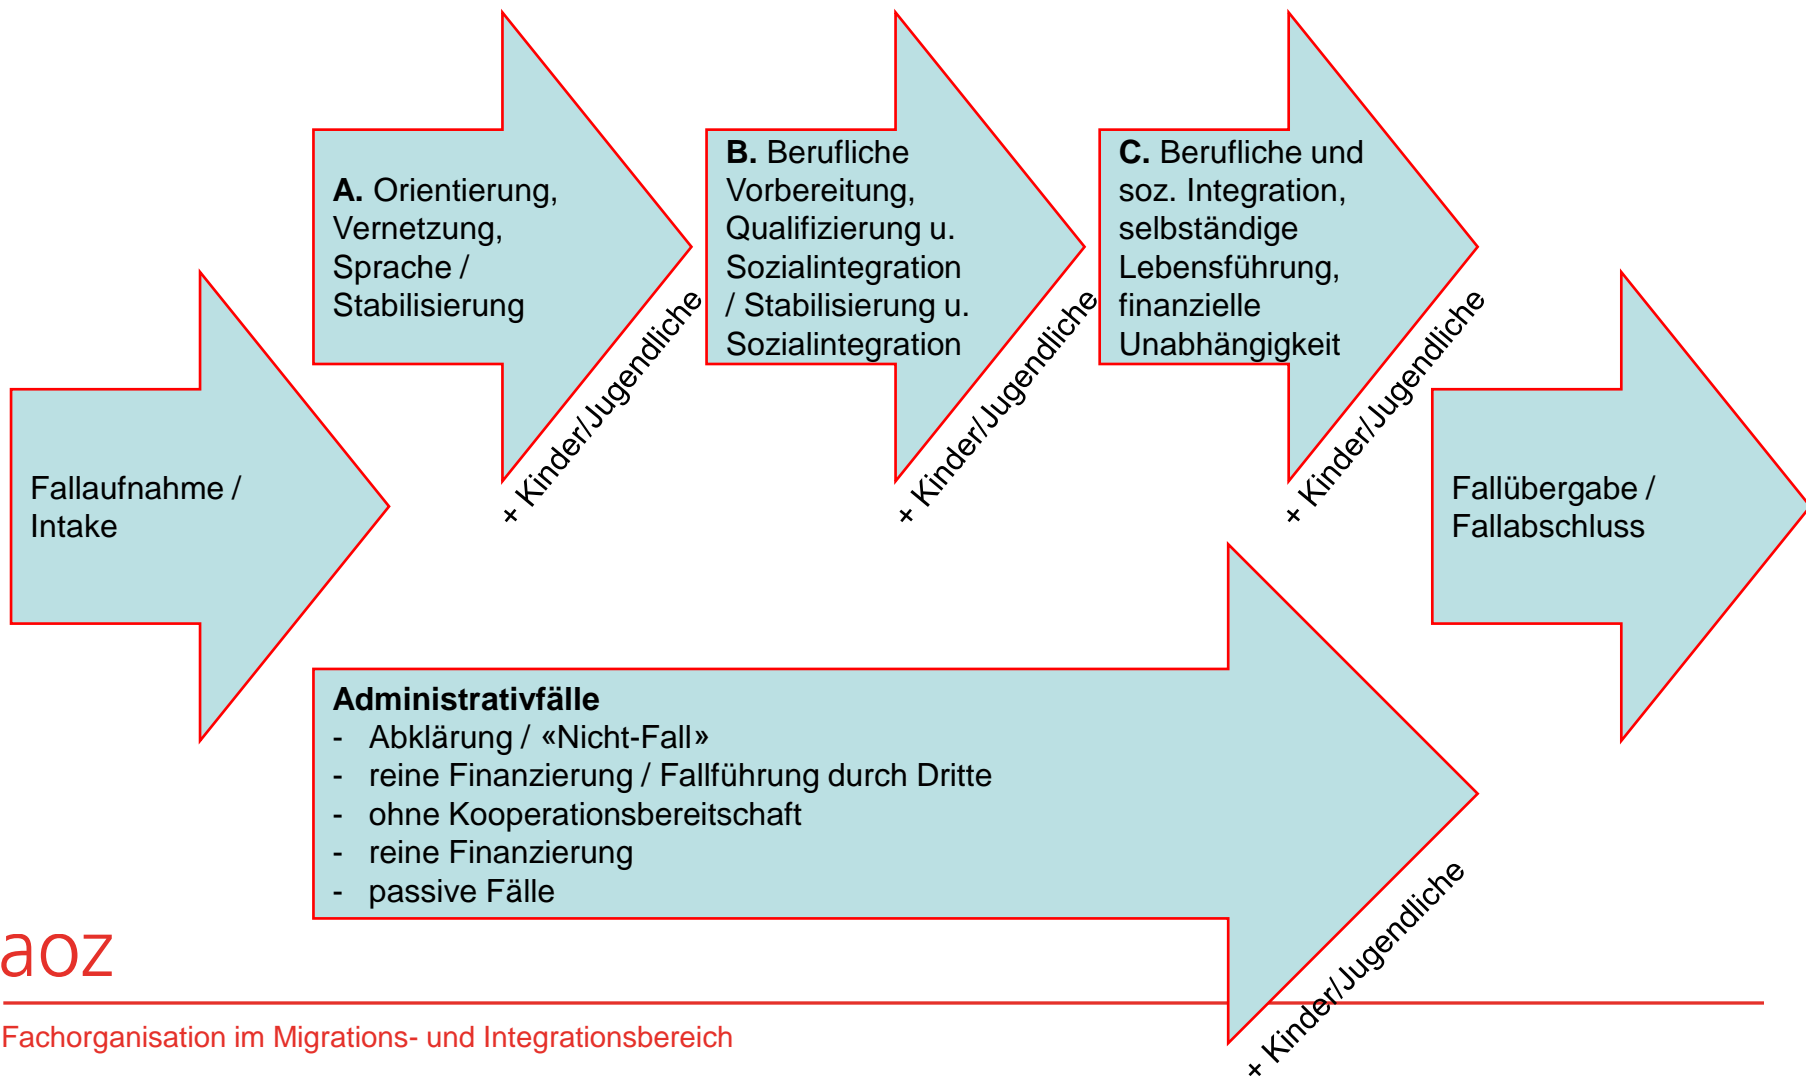 A. Orientierung,
Vernetzung,
Sprache /
Stabilisierung
+ Kinder/Jugendliche
B. Berufliche
Vorbereitung,
Qualifizierung u.
Sozialintegration
/ Stabilisierung u.
Sozialintegration
+ Kinder/Jugendliche
C. Berufliche und
soz. Integration,
selbständige
Lebensführung,
finanzielle
Unabhängigkeit
+ Kinder/Jugendliche
Fallaufnahme /
Intake
Fallübergabe /
Fallabschluss
Administrativfälle
- Abklärung / «Nicht-Fall»
- reine Finanzierung / Fallführung durch Dritte
- ohne Kooperationsbereitschaft
- reine Finanzierung
- passive Fälle
+ Kinder/Jugendliche
aoz
Fachorganisation im Migrations- und Integrationsbereich